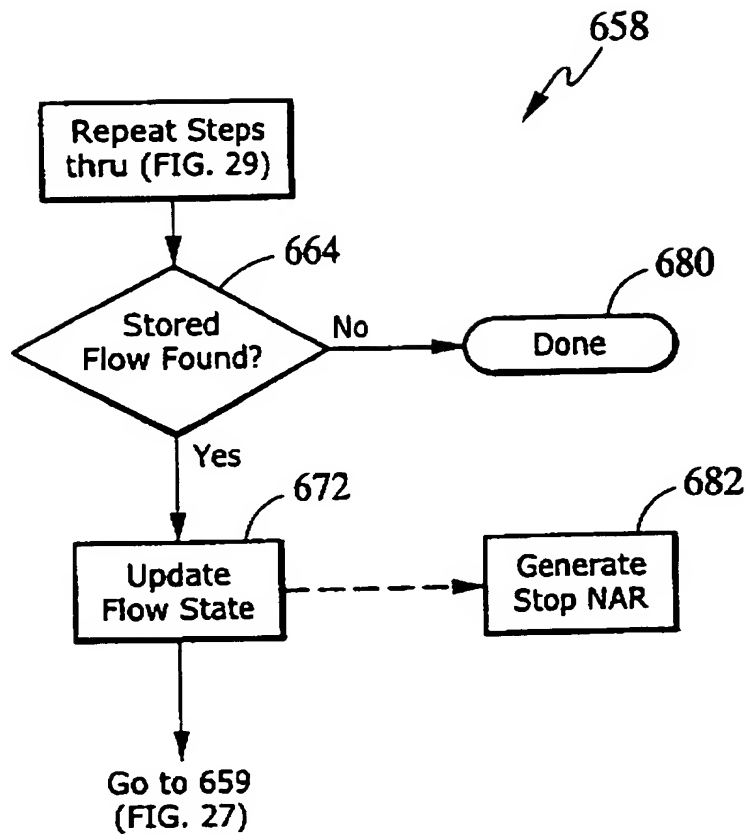 658
Repeat Steps
thru (FIG. 29)
664
Stored
Flow Found?
No
680
Done
Yes
672
Update
Flow State
682
Generate
Stop NAR
Go to 659
(FIG. 27)